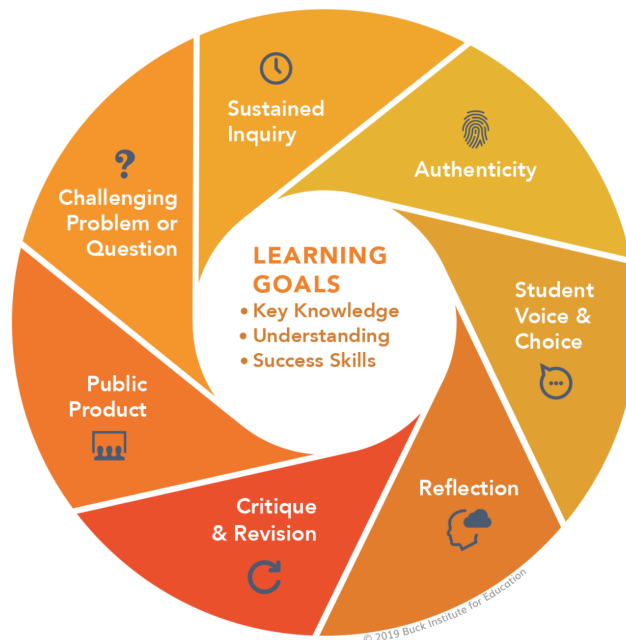 Sustained
Inquiry
Authenticity
Student
Voice &
Choice
Reflection
Critique
& Revision
Public
Product
?
Challenging
Problem or
Question
LEARNING
GOALS
• Key Knowledge
• Understanding
• Success Skills
© 2019 Buck Institute for Education